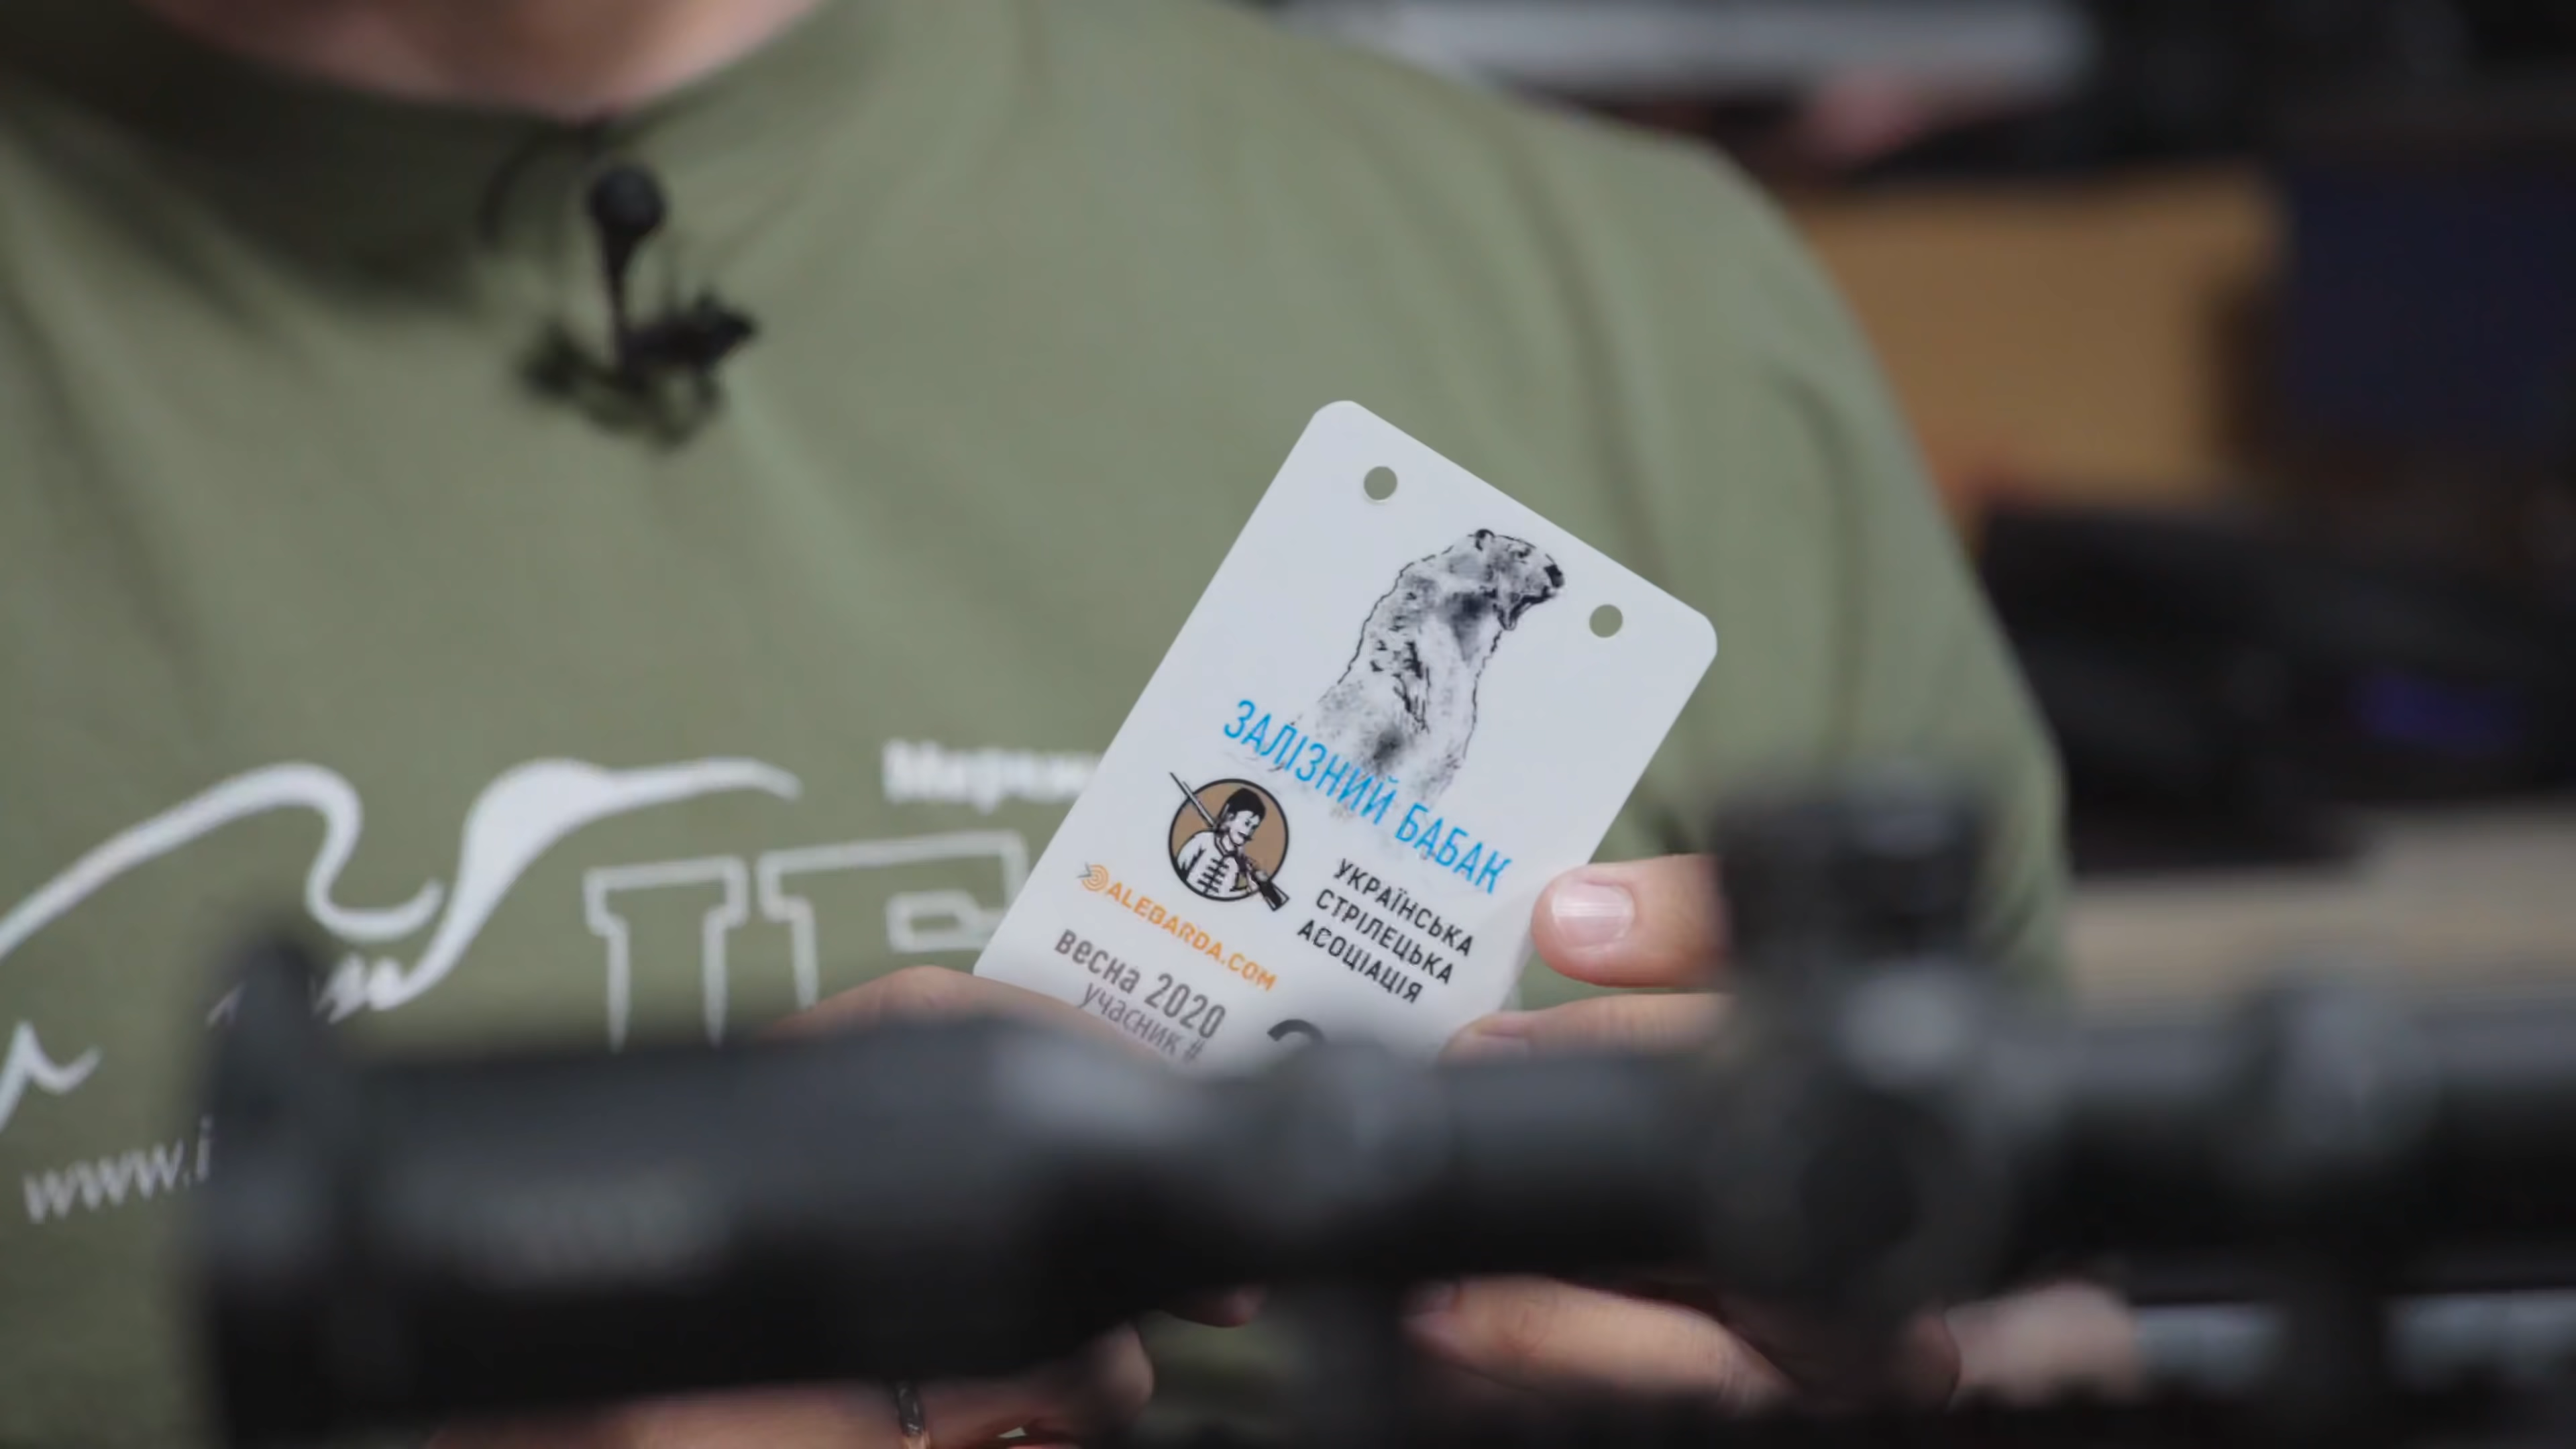 ЗАЛІЗНИЙ БАБАК
УКРАЇНСЬКА
СТРІЛЕЦЬКА
АСОЦІАЦІЯ
ALEBARDA.COM
весна 2020
учасник #
www.i